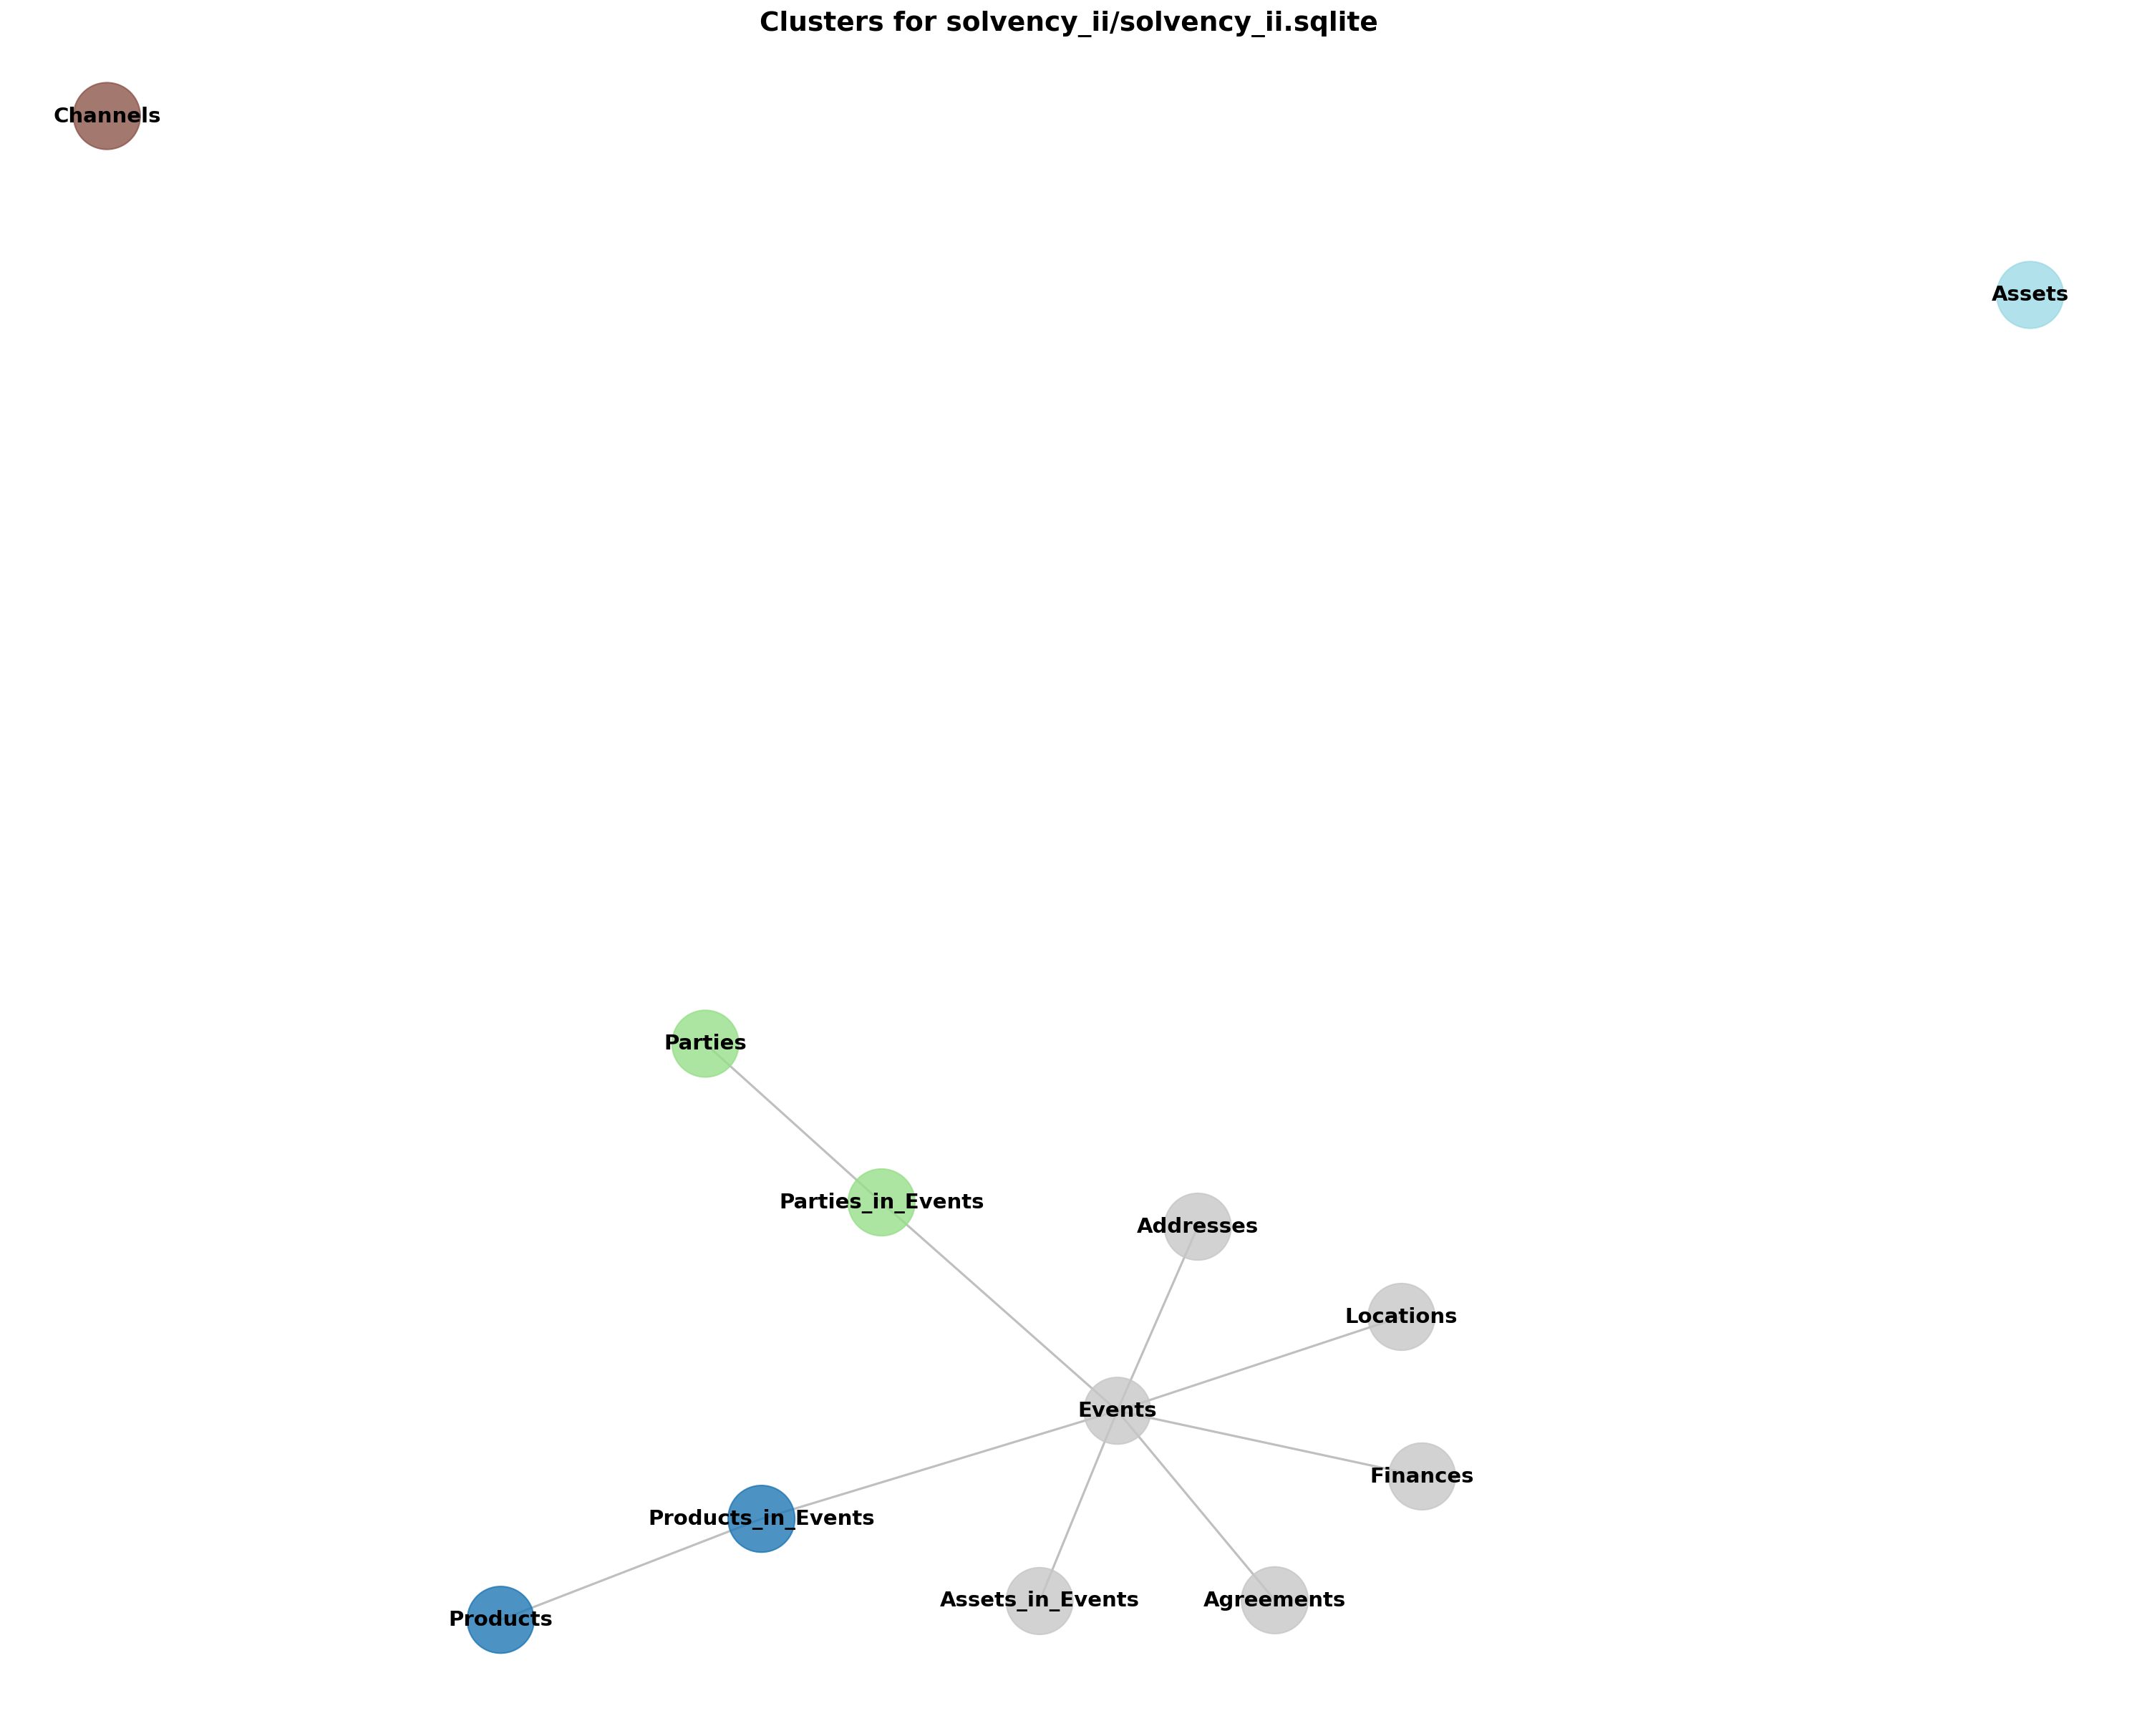 Clusters for solvency_ii/solvency_ii.sqlite
Channels
Assets
Parties
Parties_in_Events
Addresses
Locations
Events
Finances
Products_in_Events
Assets_in_Events
Agreements
Products